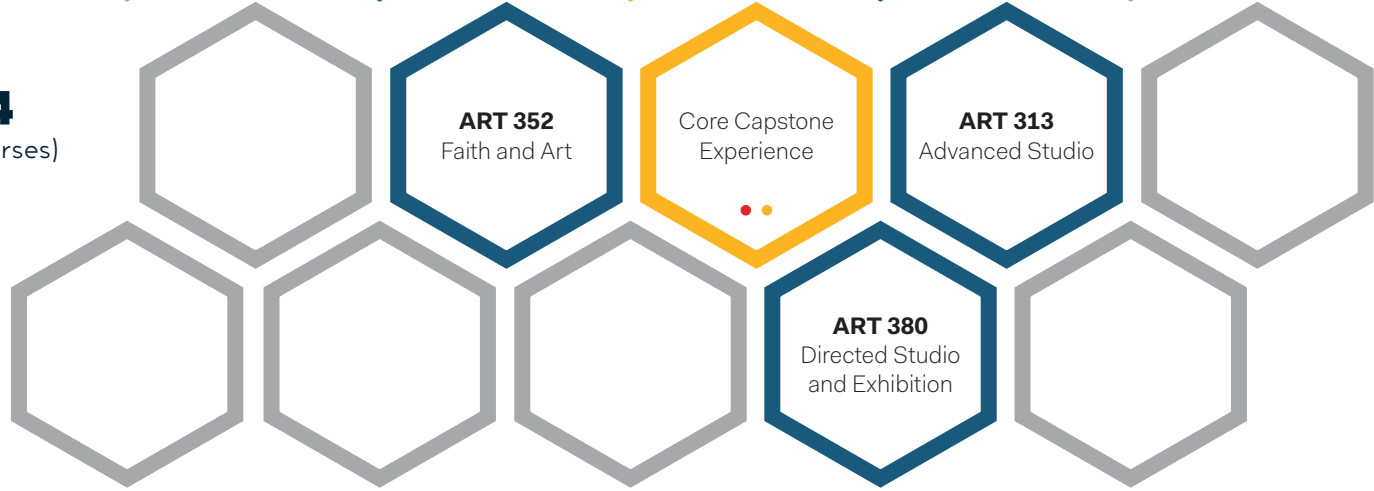 4
rses)
ART 352
Faith and Art
Core Capstone
Experience
ART 313
Advanced Studio
ART 380
Directed Studio
and Exhibition